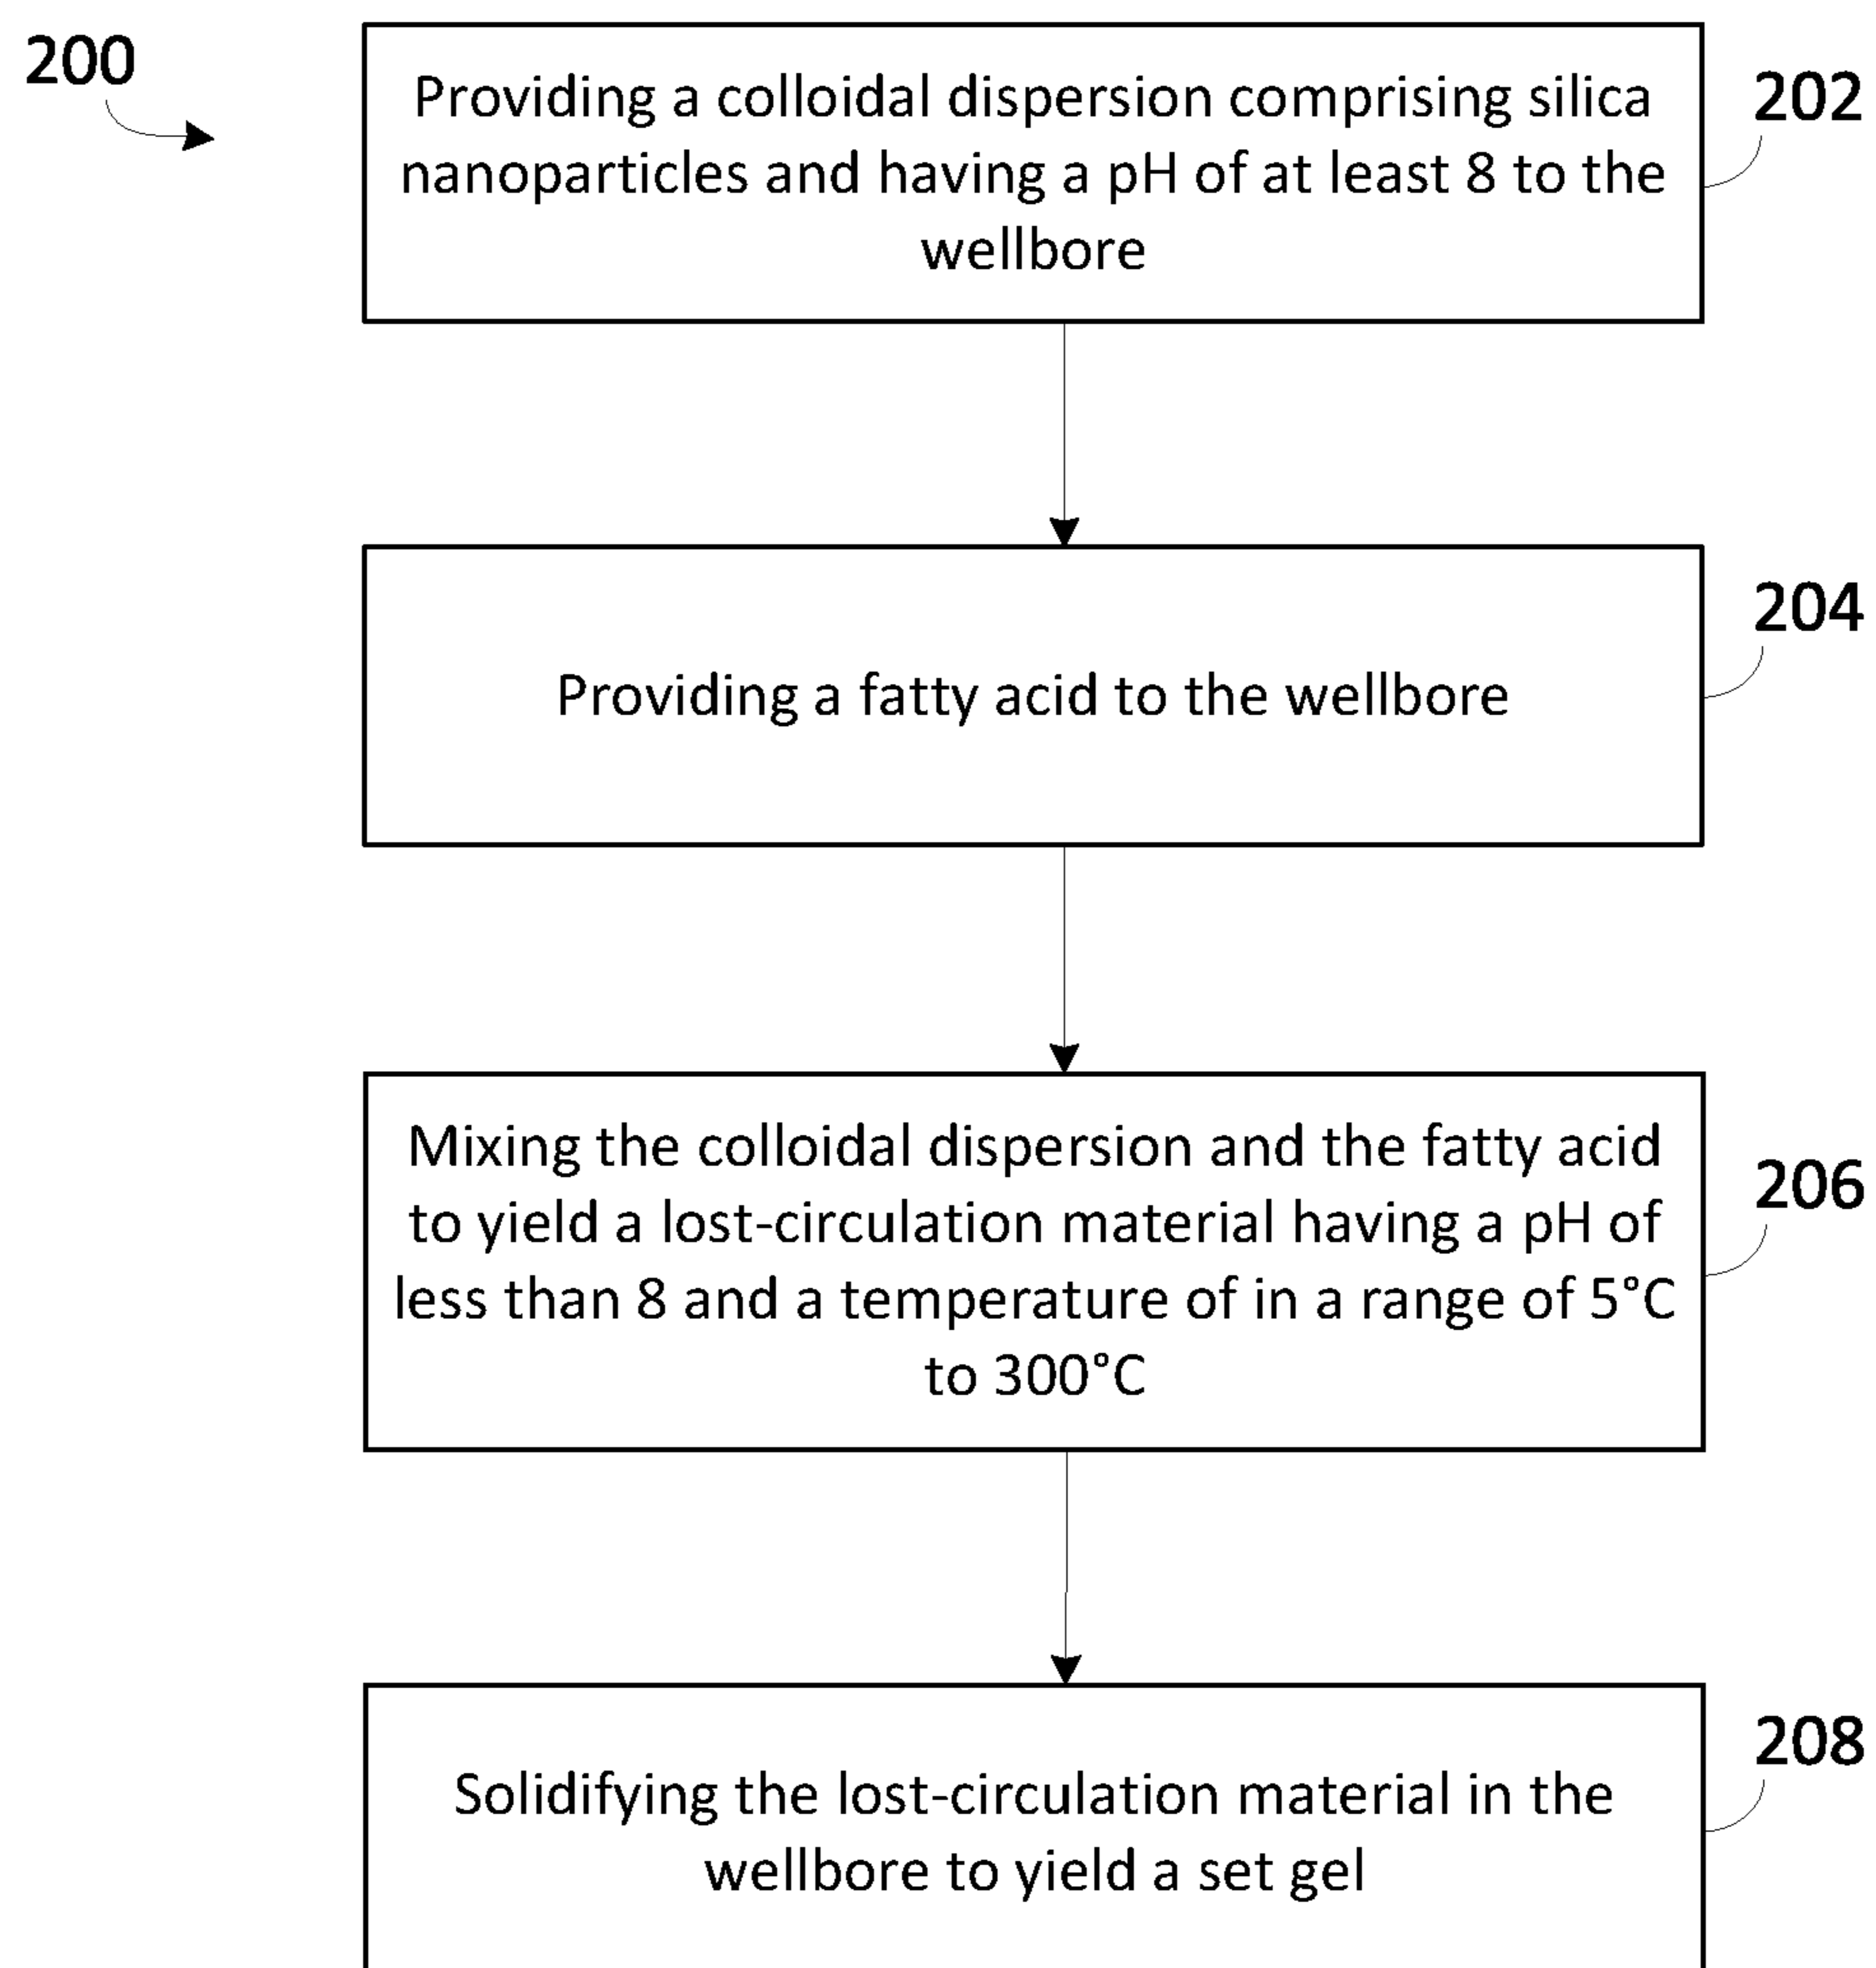 200
Providing a colloidal dispersion comprising silica
nanoparticles and having a pH of at least 8 to the
wellbore
202
Providing a fatty acid to the wellbore
204
Mixing the colloidal dispersion and the fatty acid
to yield a lost-circulation material having a pH of
less than 8 and a temperature of in a range of 5°C
to 300°C
206
Solidifying the lost-circulation material in the
wellbore to yield a set gel
208